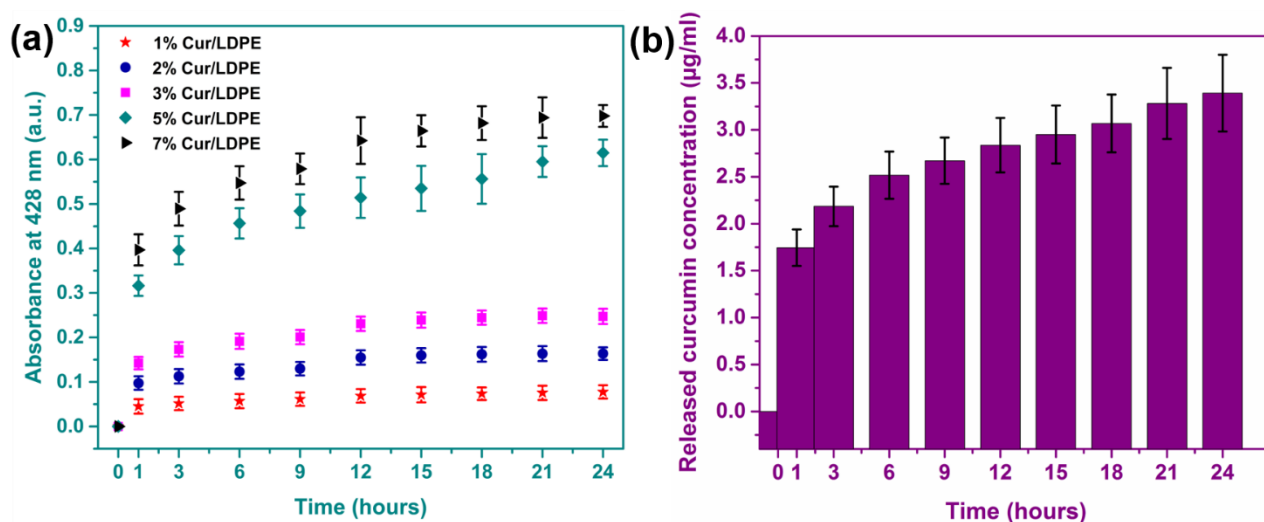 (a)
0.9
0.8
0.7
0.6
0.5
0.4
0.3
0.2
0.1
0.0
Absorbance at 428 nm (a.u.)
1% Cur/LDPE
2% Cur/LDPE
3% Cur/LDPE
5% Cur/LDPE
7% Cur/LDPE
0 1 3 6 9 12 15 18 21 24
Time (hours)
(b)
4.0
3.5
3.0
2.5
2.0
1.5
1.0
0.5
0.0
Released curcumin concentration (µg/ml)
0 1 3 6 9 12 15 18 21 24
Time (hours)